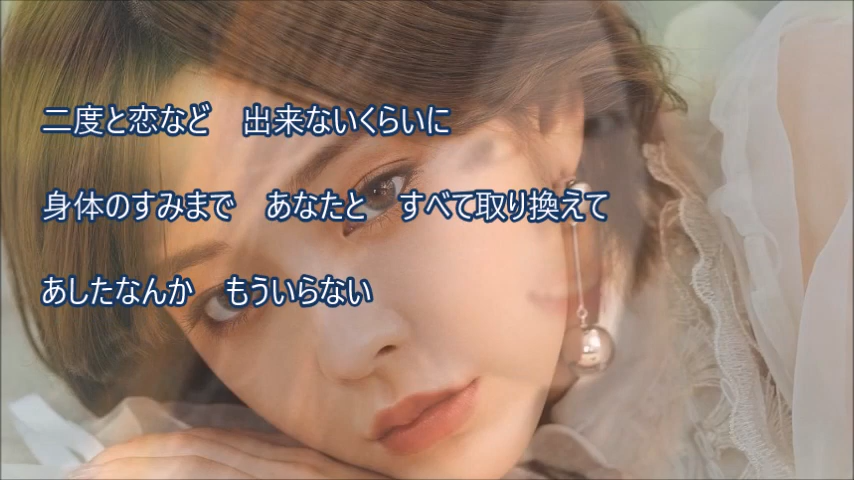 二度と恋など　出来ないくらいに
身体のすみまで　あなたと　すべて取り換えて
あしたなんか　もういらない